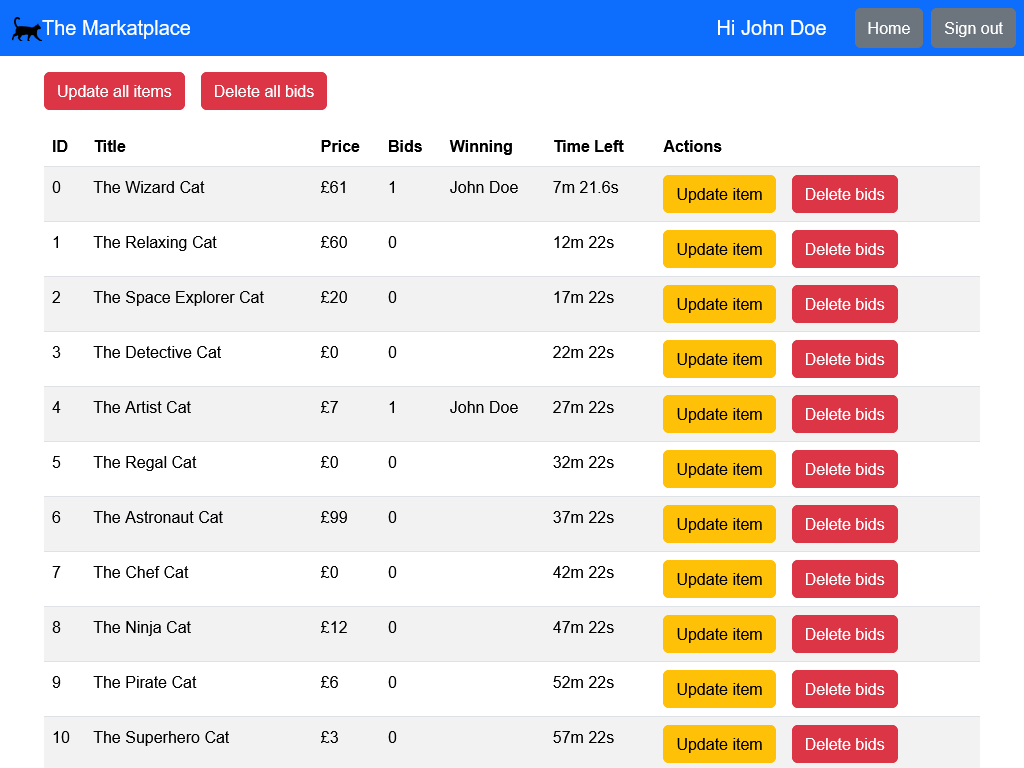 The Markatplace Hi John Doe Home Sign out
Update all items Delete all bids
ID Title Price Bids Winning Time Left Actions
0 The Wizard Cat £61 1 John Doe 7m 21.6s Update item Delete bids
1 The Relaxing Cat £60 0 12m 22s Update item Delete bids
2 The Space Explorer Cat £20 0 17m 22s Update item Delete bids
3 The Detective Cat £0 0 22m 22s Update item Delete bids
4 The Artist Cat £7 1 John Doe 27m 22s Update item Delete bids
5 The Regal Cat £0 0 32m 22s Update item Delete bids
6 The Astronaut Cat £99 0 37m 22s Update item Delete bids
7 The Chef Cat £0 0 42m 22s Update item Delete bids
8 The Ninja Cat £12 0 47m 22s Update item Delete bids
9 The Pirate Cat £6 0 52m 22s Update item Delete bids
10 The Superhero Cat £3 0 57m 22s Update item Delete bids